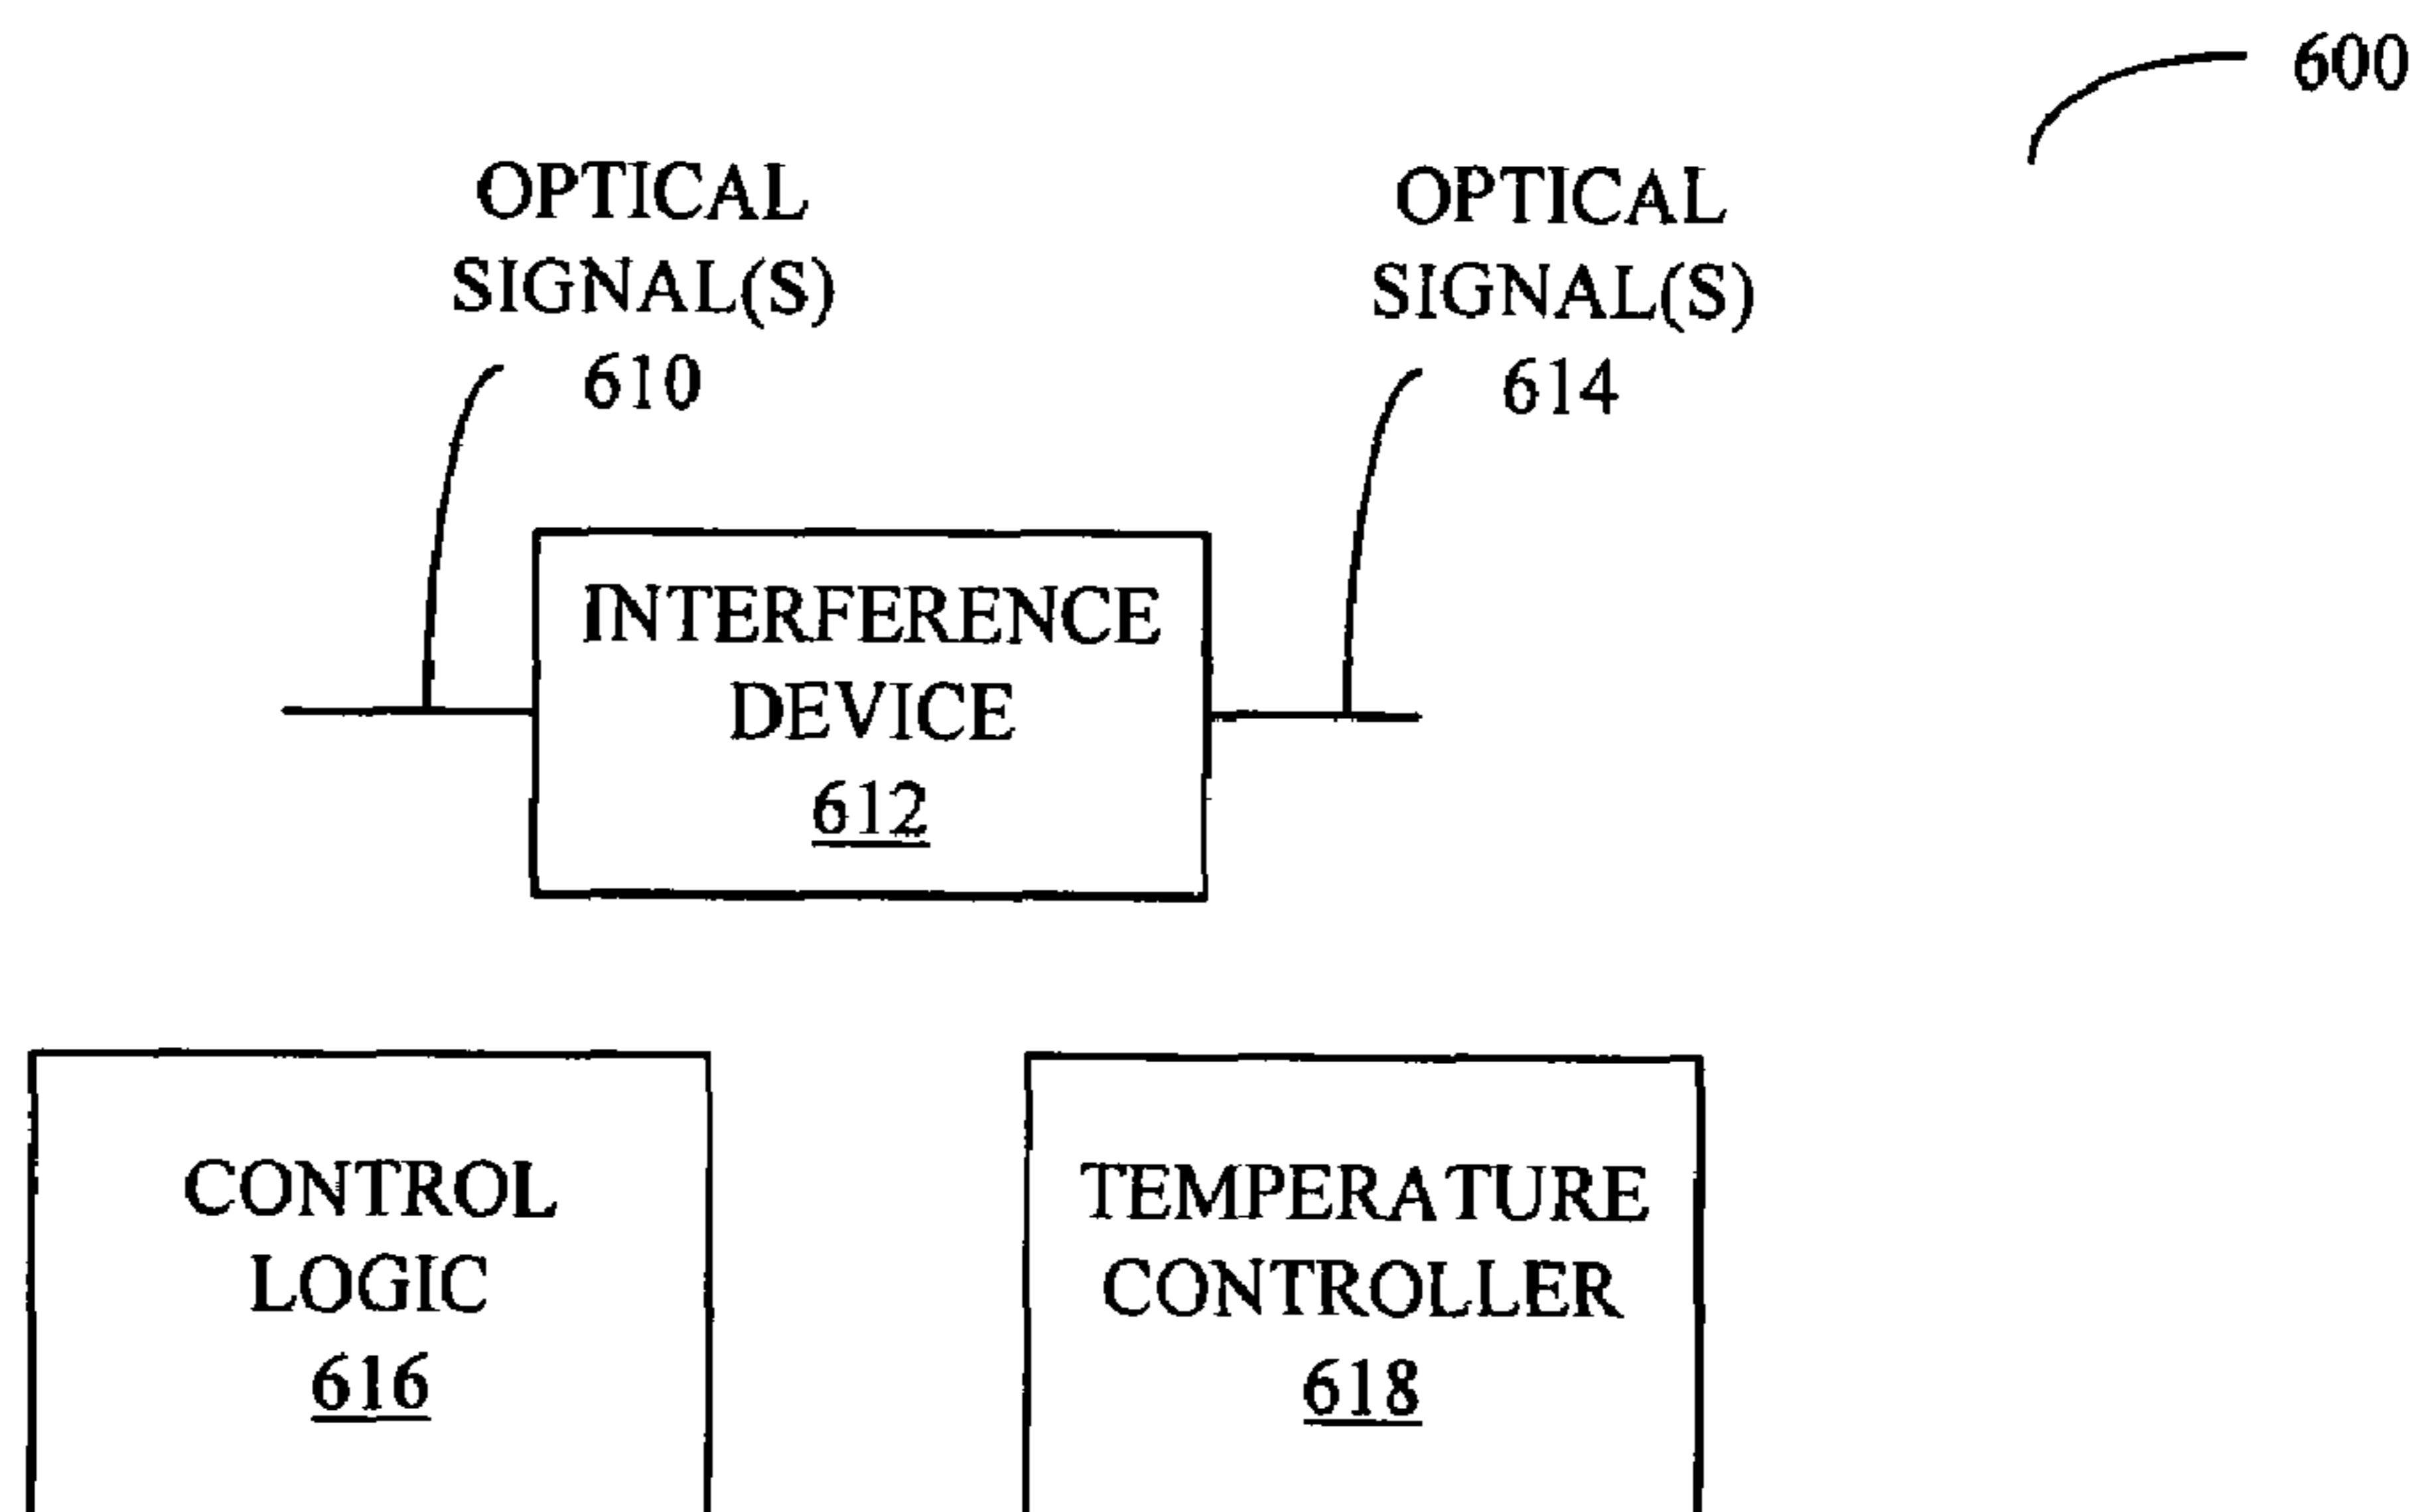 600
OPTICAL
SIGNAL(S)
610
OPTICAL
SIGNAL(S)
614
INTERFERENCE
DEVICE
612
CONTROL
LOGIC
616
TEMPERATURE
CONTROLLER
618